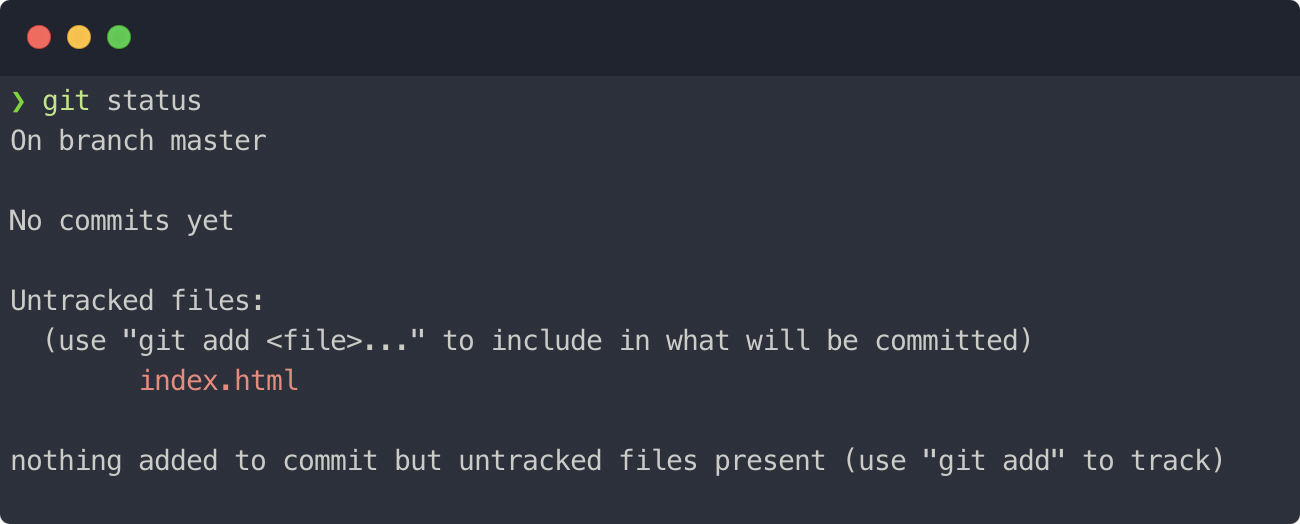 ❯ git status
On branch master
No commits yet
Untracked files:
(use "git add <file>..." to include in what will be committed)
index.html
nothing added to commit but untracked files present (use "git add" to track)